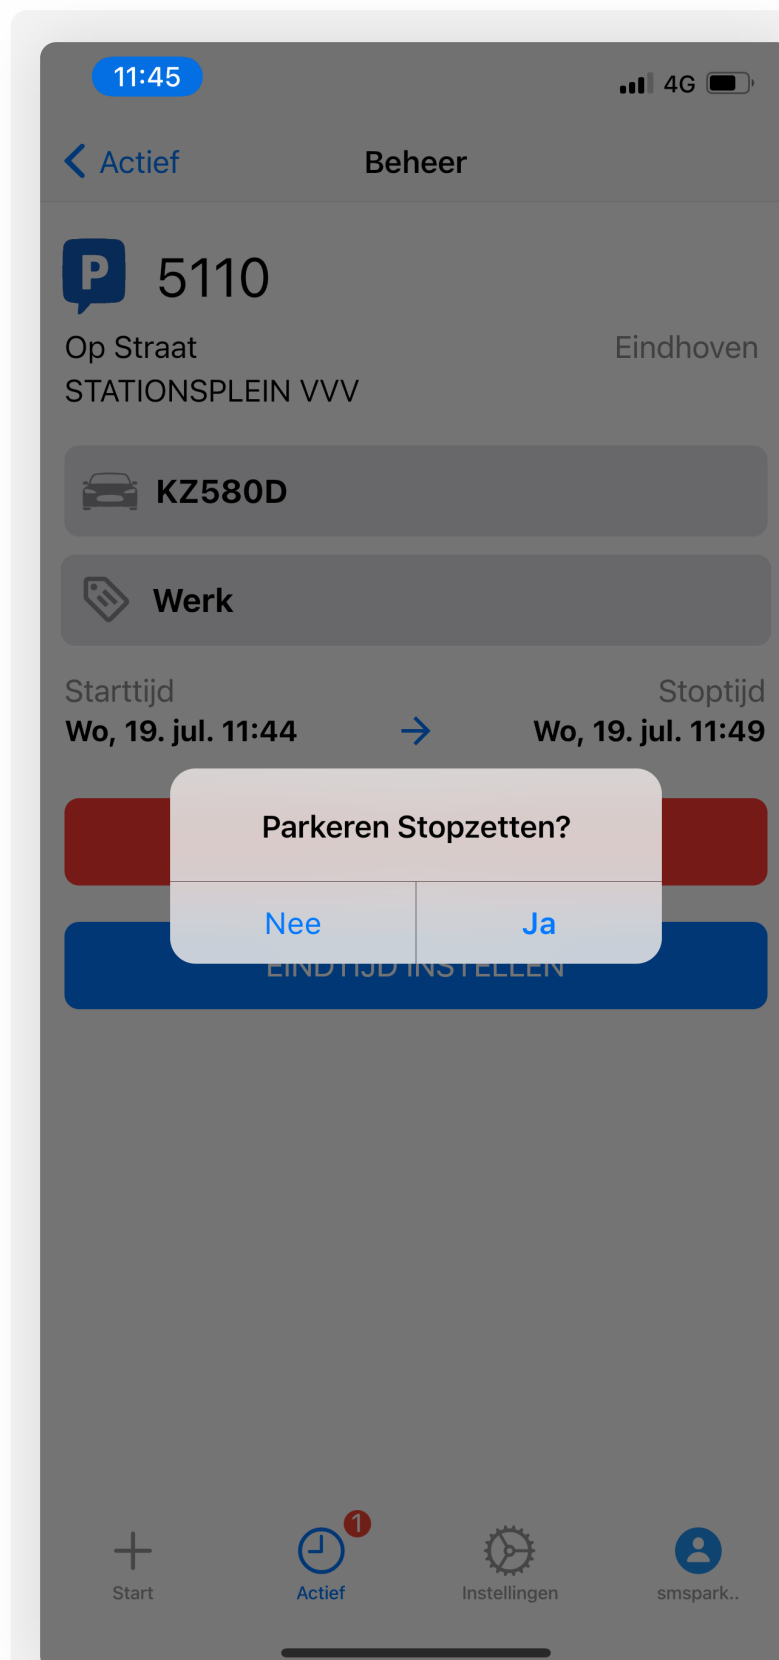 11:45
4G
Actief
Beheer
P
5110
Op Straat
Eindhoven
STATIONSPLEIN VVV
KZ580D
Werk
Starttijd
Stoptijd
Wo, 19. jul. 11:44
Wo, 19. jul. 11:49
Parkeren Stopzetten?
Nee
Ja
EINDTIJD INSTELLEN
1
Start
Actief
Instellingen
smspark..